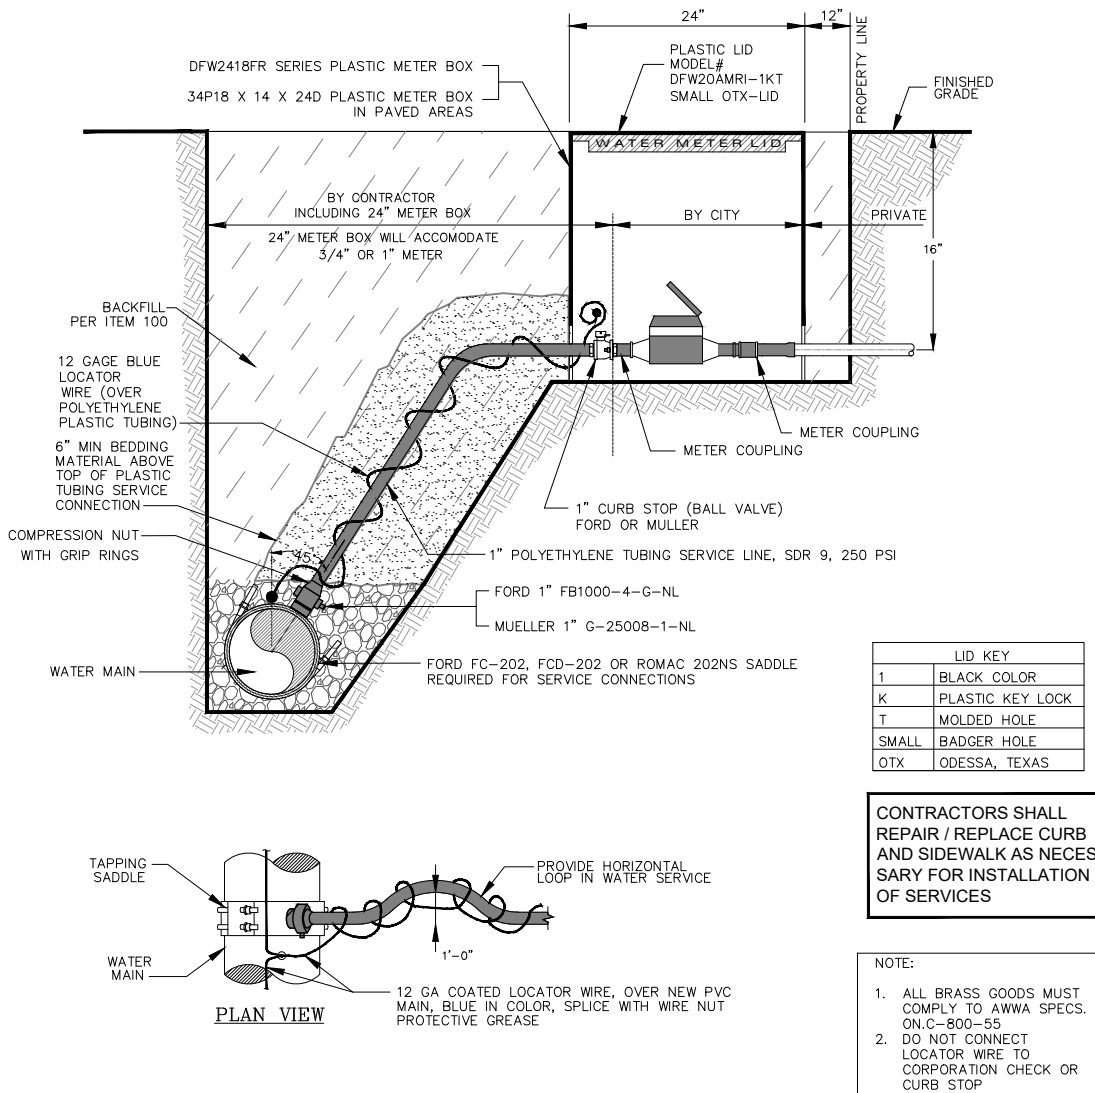 24"
12"
PROPERTY LINE
DFW2418FR SERIES PLASTIC METER BOX
34P18 X 14 X 24D PLASTIC METER BOX
IN PAVED AREAS
PLASTIC LID
MODEL#
DFW20AMRI-1KT
SMALL OTX-LID
FINISHED
GRADE
WATER METER LID
BY CONTRACTOR
INCLUDING 24" METER BOX
24" METER BOX WILL ACCOMODATE
3/4" OR 1" METER
BY CITY
PRIVATE
16"
BACKFILL
PER ITEM 100
12 GAGE BLUE
LOCATOR
WIRE (OVER
POLYETHYLENE
PLASTIC TUBING)
6" MIN BEDDING
MATERIAL ABOVE
TOP OF PLASTIC
TUBING SERVICE
CONNECTION
COMPRESSION NUT
WITH GRIP RINGS
45°
METER COUPLING
METER COUPLING
1" CURB STOP (BALL VALVE)
FORD OR MULLER
1" POLYETHYLENE TUBING SERVICE LINE, SDR 9, 250 PSI
FORD 1" FB1000-4-G-NL
MUELLER 1" G-25008-1-NL
WATER MAIN
FORD FC-202, FCD-202 OR ROMAC 202NS SADDLE
REQUIRED FOR SERVICE CONNECTIONS
LID KEY
1 BLACK COLOR
K PLASTIC KEY LOCK
T MOLDED HOLE
SMALL BADGER HOLE
OTX ODESSA, TEXAS
CONTRACTORS SHALL
REPAIR / REPLACE CURB
AND SIDEWALK AS NECES
SARY FOR INSTALLATION
OF SERVICES
TAPPING
SADDLE
PROVIDE HORIZONTAL
LOOP IN WATER SERVICE
1'-0"
WATER
MAIN
12 GA COATED LOCATOR WIRE, OVER NEW PVC
MAIN, BLUE IN COLOR, SPLICE WITH WIRE NUT
PROTECTIVE GREASE
PLAN VIEW
NOTE:
1. ALL BRASS GOODS MUST
COMPLY TO AWWA SPECS.
ON.C-800-55
2. DO NOT CONNECT
LOCATOR WIRE TO
CORPORATION CHECK OR
CURB STOP